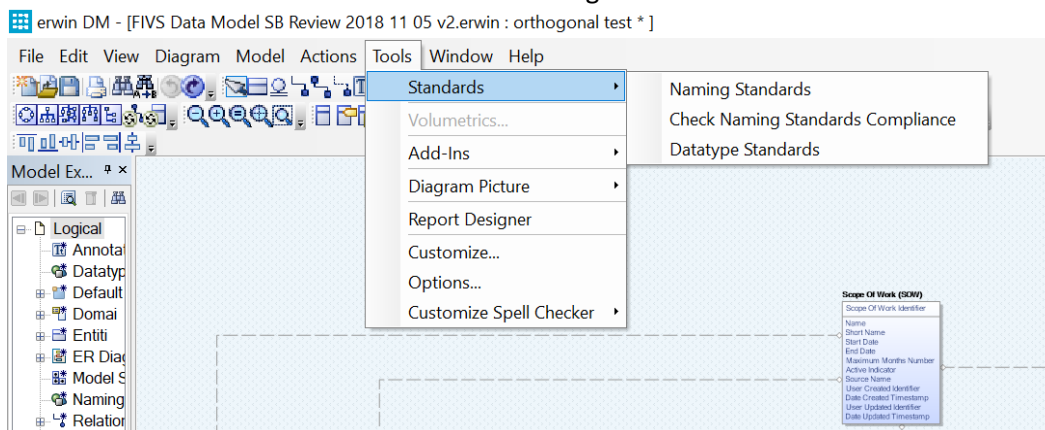 erwin DM - [FIVS Data Model SB Review 2018 11 05 v2.erwin : orthogonal test * ]
File Edit View Diagram Model Actions Tools Window Help
Standards
Naming Standards
Volumetrics...
Check Naming Standards Compliance
Add-Ins
Datatype Standards
Diagram Picture
Report Designer
Customize...
Options...
Customize Spell Checker
Model Ex...
Logical
Annotat
Datatyp
Default
Domai
Entiti
ER Diag
Model S
Naming
Relation
Scope Of Work (SOW)
Scope Of Work Identifier
Name
Short Name
Start Date
End Date
Maximum Months Number
Active Indicator
Source Name
User Created Identifier
Date Created Timestamp
User Updated Identifier
Date Updated Timestamp